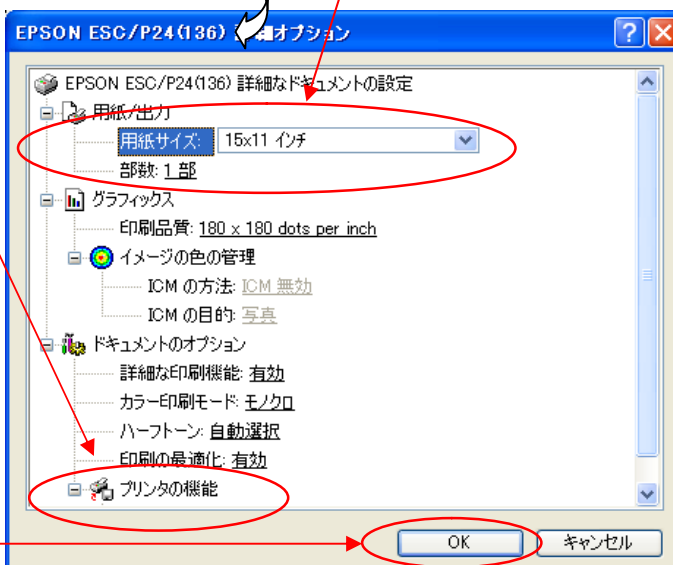 EPSON ESC/P24(136) 詳細オプション
EPSON ESC/P24(136) 詳細なドキュメントの設定
用紙/出力
用紙サイズ: 15x11 インチ
部数: 1 部
グラフィックス
印刷品質: 180 x 180 dots per inch
イメージの色の管理
ICM の方法: ICM 無効
ICM の目的: 写真
ドキュメントのオプション
詳細な印刷機能: 有効
カラー印刷モード: モノクロ
ハーフトーン: 自動選択
印刷の最適化: 有効
プリンタの機能
OK キャンセル